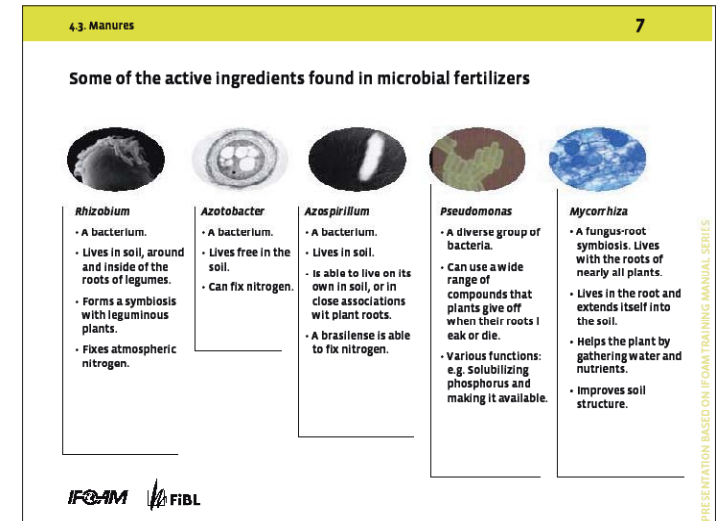 4.3. Manures
7
Some of the active ingredients found in microbial fertilizers
Rhizobium
• A bacterium.
• Lives in soil, around
and inside of the
roots of legumes.
• Forms a symbiosis
with leguminous
plants.
• Fixes atmospheric
nitrogen.
Azotobacter
• A bacterium.
• Lives free in the
soil.
• Can fix nitrogen.
Azospirillum
• A bacterium.
• Lives in soil.
- Is able to live on its
own in soil, or in
close associations
wit plant roots.
• A brasilense is able
to fix nitrogen.
Pseudomonas
• A diverse group of
bacteria.
• Can use a wide
range of
compounds that
plants give off
when their roots l
eak or die.
• Various functions:
e.g. Solubilizing
phosphorus and
making it available.
Mycorrhiza
• A fungus-root
symbiosis. Lives
with the roots of
nearly all plants.
• Lives in the root and
extends itself into
the soil.
• Helps the plant by
gathering water and
nutrients.
• Improves soil
structure.
IFOAM
FiBL
PRESENTATION BASED ON IFOAM TRAINING MANUAL SERIES